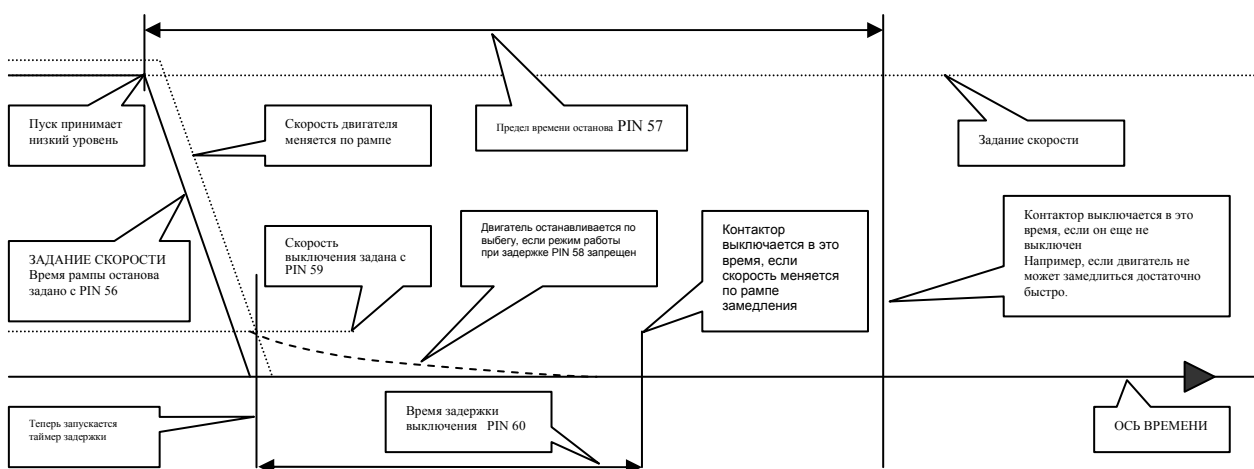 Пуск принимает
низкий уровень
Скорость двигателя
меняется по рампе
Предел времени останова PIN 57
Задание скорости
ЗАДАНИЕ СКОРОСТИ
Время рампы останова
задано с PIN 56
Скорость
выключения задана с
PIN 59
Двигатель останавливается по
выбегу, если режим работы
при задержке PIN 58 запрещен
Контактор
выключается в это
время, если
скорость меняется
по рампе
замедления
Контактор выключается в это
время, если он еще не
выключен
Например, если двигатель не
может замедлиться достаточно
быстро.
Теперь запускается
таймер задержки
Время задержки
выключения PIN 60
ОСЬ ВРЕМЕНИ